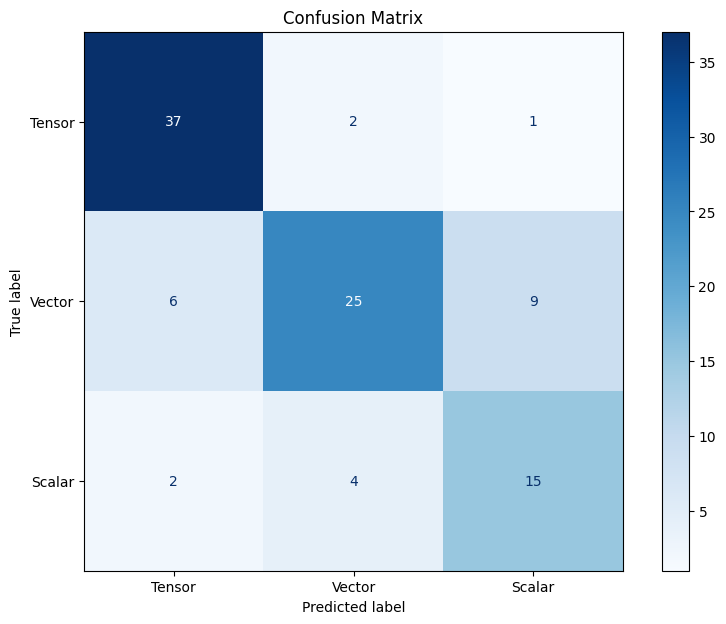 Confusion Matrix
Tensor 37 2 1
Vector 6 25 9
Scalar 2 4 15
Tensor Vector Scalar
Predicted label
True label
35
30
25
20
15
10
5